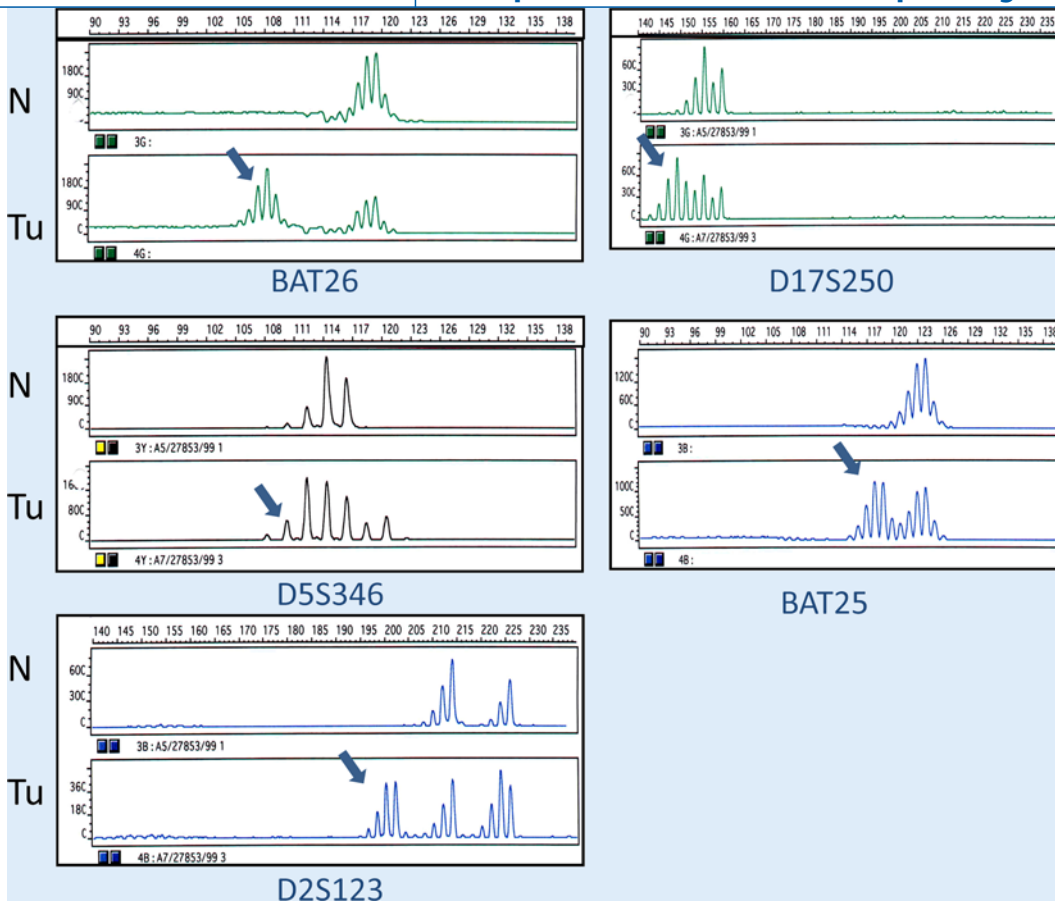 90 93 96 99 102 105 108 111 114 117 120 123 126 129 132 135 138
N
180C
90C
3G:
Tu
180C
90C
C
4G:
BAT26
140 145 150 155 160 165 170 175 180 185 190 195 200 205 210 215 220 225 230 235
60C
30C
3G: A5/27853/99 1
60C
30C
C
4G: A7/27853/99 3
D17S250
90 93 96 99 102 105 108 111 114 117 120 123 126 129 132 135 138
N
180C
90C
C
3Y: A5/27853/99 1
Tu
80C
C
4Y: A7/27853/99 3
D5S346
90 93 96 99 102 105 108 111 114 117 120 123 126 129 132 135 138
120C
60C
C
3B:
100C
50C
C
4B:
BAT25
140 145 150 155 160 165 170 175 180 185 190 195 200 205 210 215 220 225 230 235
N
60C
30C
C
3B: A5/27853/99 1
Tu
36C
18C
C
4B: A7/27853/99 3
D2S123